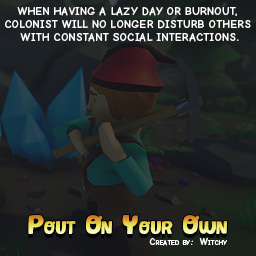 WHEN HAVING A LAZY DAY OR BURNOUT,
COLONIST WILL NO LONGER DISTURB OTHERS
WITH CONSTANT SOCIAL INTERACTIONS.
POUT ON YOUR OWN
CREATED BY: WITCHY